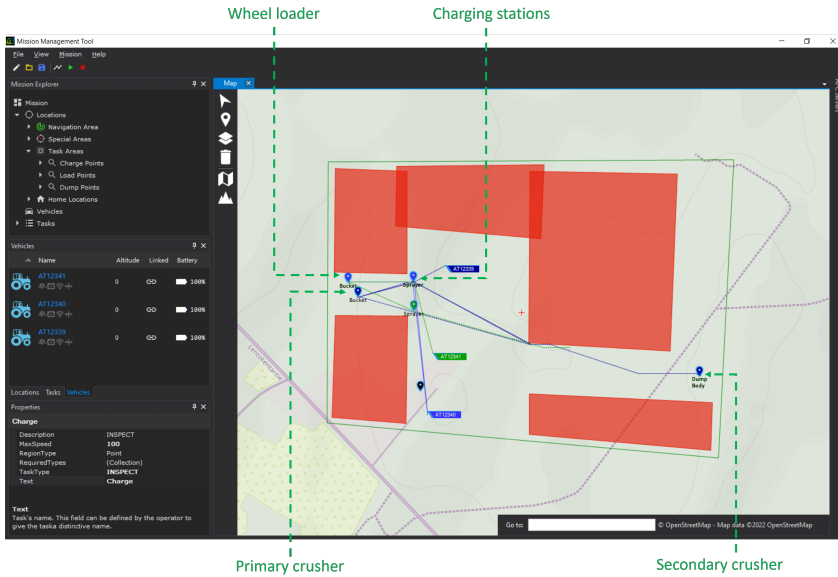 Wheel loader
Charging stations
Mission Management Tool
File View Mission Help
Mission Explorer
Map
Mission
Locations
Navigation Area
Special Areas
Task Areas
Charge Points
Load Points
Dump Points
Home Locations
Vehicles
Tasks
Vehicles
Name Altitude Linked Battery
AT12341 0 100%
AT12340 0 100%
AT12339 0 100%
Locations Tasks Vehicles
Properties
Charge
Description INSPECT
MaxSpeed 100
RegionType Point
RequiredTypes (Collection)
TaskType INSPECT
Text Charge
Text
Task's name. This field can be defined by the operator to
give the taska distinctive name.
AT12339
Bucket
Sprayer
Bucket
Sprayer
AT12341
Dump
Body
AT12340
Go to:
© OpenStreetMap - Map data ©2022 OpenStreetMap
Primary crusher
Secondary crusher